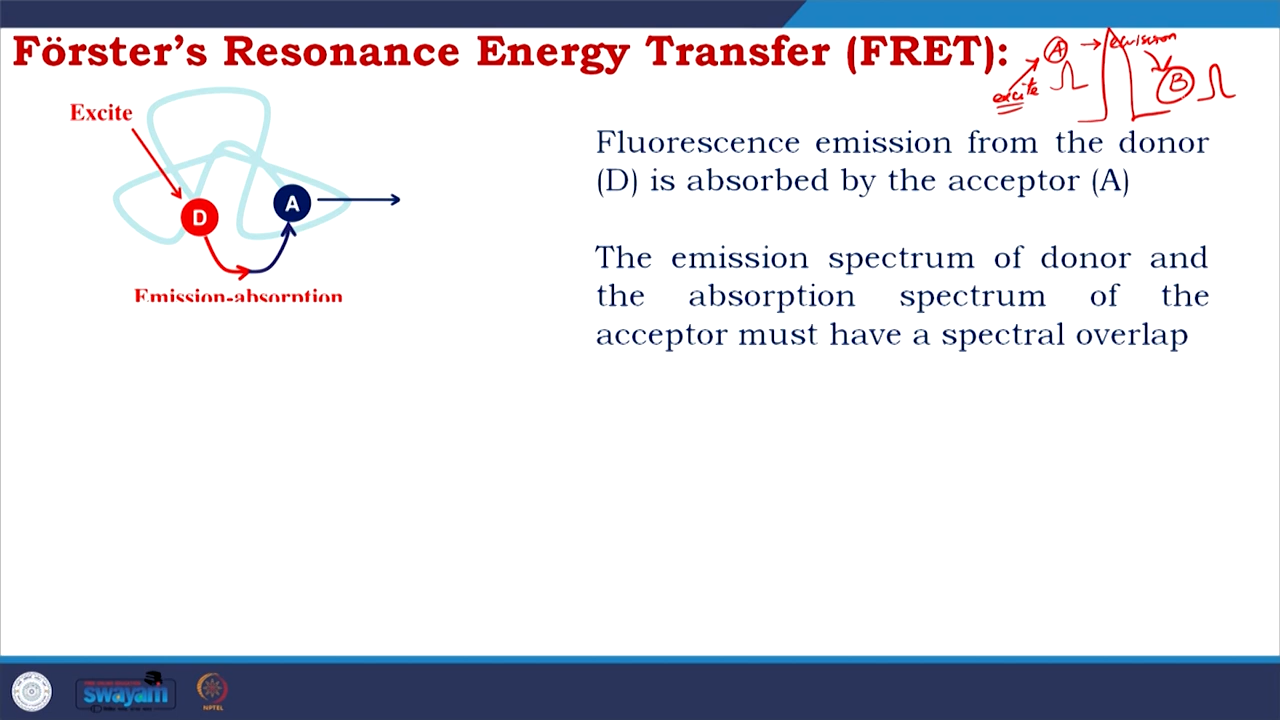 Förster's Resonance Energy Transfer (FRET):
excite A → emission B
Excite
D
A
Emission-absorption
Fluorescence emission from the donor
(D) is absorbed by the acceptor (A)
The emission spectrum of donor and
the absorption spectrum of the
acceptor must have a spectral overlap
swayam
NPTEL